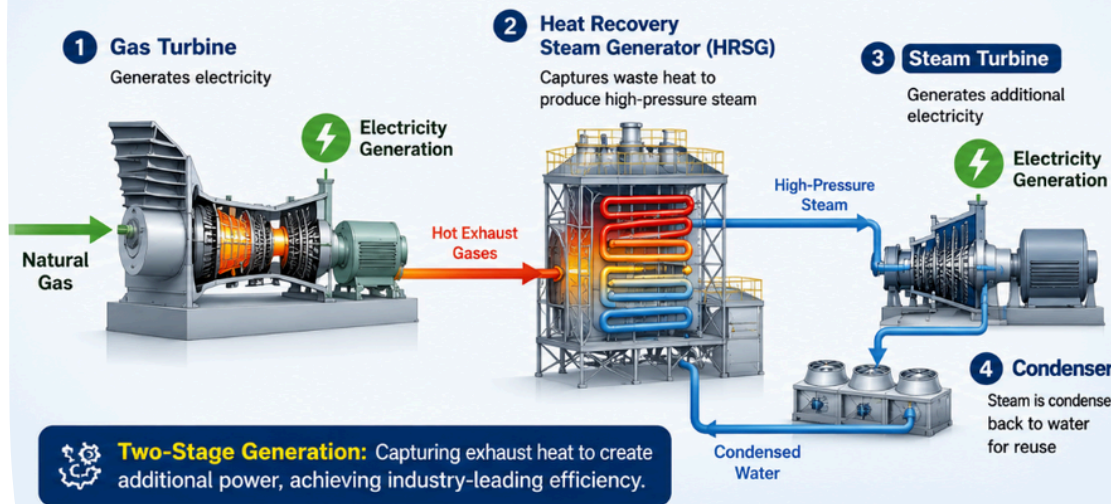 1 Gas Turbine
Generates electricity
Electricity
Generation
Natural
Gas
Hot Exhaust
Gases
2 Heat Recovery
Steam Generator (HRSG)
Captures waste heat to
produce high-pressure steam
High-Pressure
Steam
3 Steam Turbine
Generates additional
electricity
Electricity
Generation
4 Condenser
Steam is condense
back to water
for reuse
Condensed
Water
Two-Stage Generation: Capturing exhaust heat to create
additional power, achieving industry-leading efficiency.